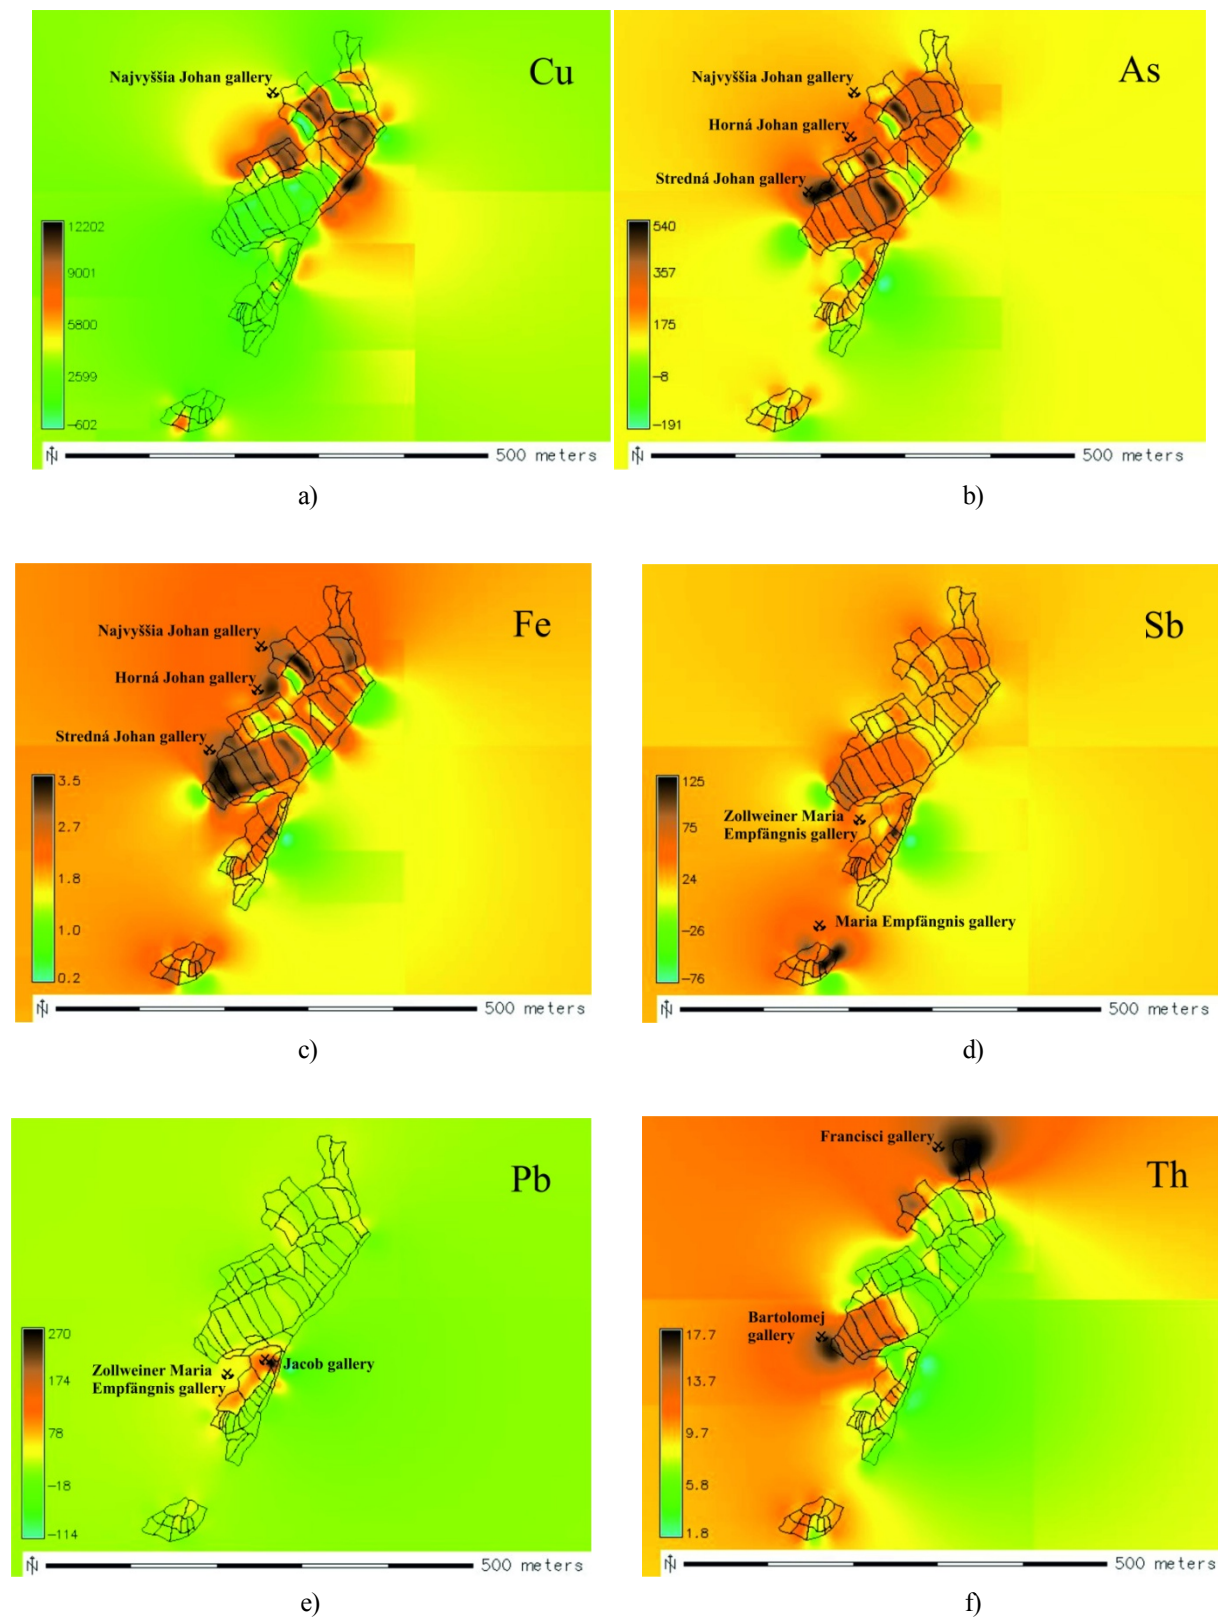 Cu
Najvyššia Johan gallery
12202
9001
5800
2599
−602
N
500 meters
a)
As
Najvyššia Johan gallery
Horná Johan gallery
Stredná Johan gallery
540
357
175
−8
−191
N
500 meters
b)
Fe
Najvyššia Johan gallery
Horná Johan gallery
Stredná Johan gallery
3.5
2.7
1.8
1.0
0.2
N
500 meters
c)
Sb
125
75
24
−26
−76
Zollweiner Maria
Empfängnis gallery
Maria Empfängnis gallery
N
500 meters
d)
Pb
270
174
78
−18
−114
Zollweiner Maria
Empfängnis gallery
Jacob gallery
N
500 meters
e)
Francisci gallery
Th
Bartolomej
gallery
17.7
13.7
9.7
5.8
1.8
N
500 meters
f)